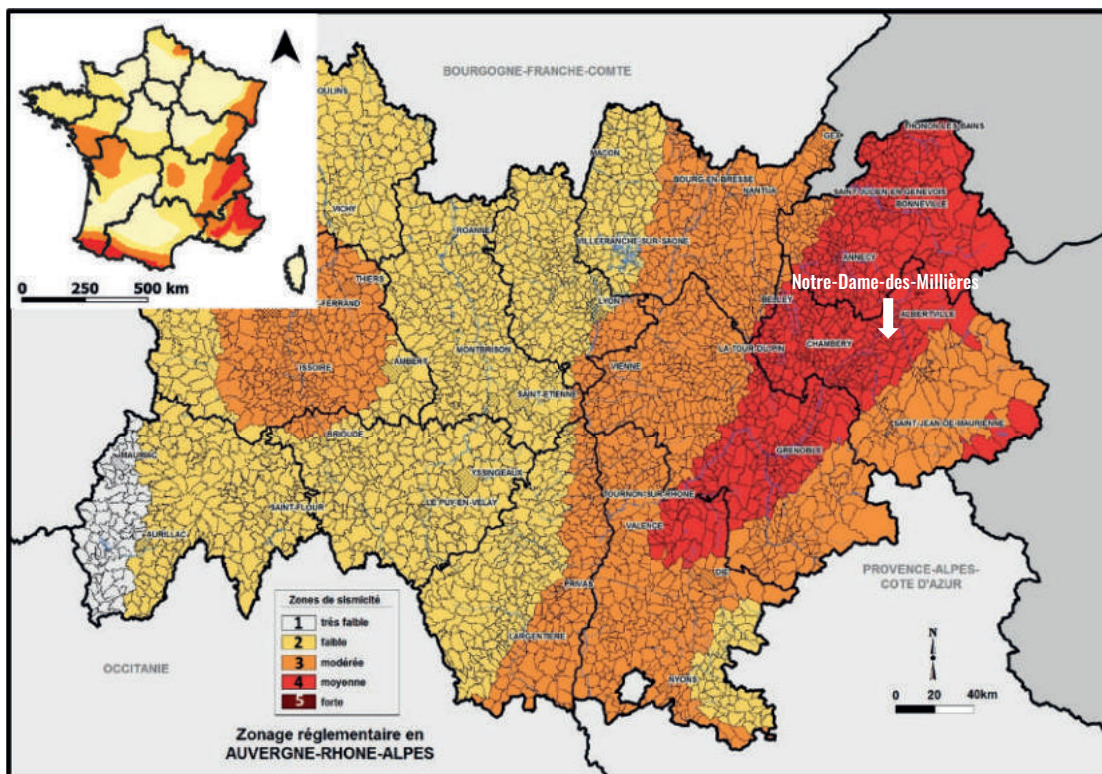 BOURGOGNE-FRANCHE-COMTE
OULINS
GEX
THONON-LES-BAINS
MACON
BOURG-EN-BRESSE
NANTUA
SAINT-JULIEN-EN-GENEVOIS
BONNEVILLE
VICHY
ROANNE
VILLEFRANCHE-SUR-SAONE
ANNECY
0 250 500 km
THIERS
Notre-Dame-des-Millières
-FERRAND
LYON
BELLEY
ALBERTVILLE
CHAMBERY
LA TOUR-DU-PIN
MONTBRISON
AMBERT
VIENNE
ISSOIRE
SAINT-ETIENNE
SAINT-JEAN-DE-MAURIENNE
BRIOUDE
GRENOBLE
MAURIAC
YSSINGEAUX
LE PUY-EN-VELAY
TOURNON-SUR-RHONE
SAINT-FLOUR
VALENCE
AURILLAC
DIE
PROVENCE-ALPES-
COTE D'AZUR
PRIVAS
Zones de sismicité
1 très faible
2 faible
3 modérée
4 moyenne
5 forte
LARGENTIERE
OCCITANIE
NYONS
N
0 20 40km
Zonage réglementaire en
AUVERGNE-RHONE-ALPES